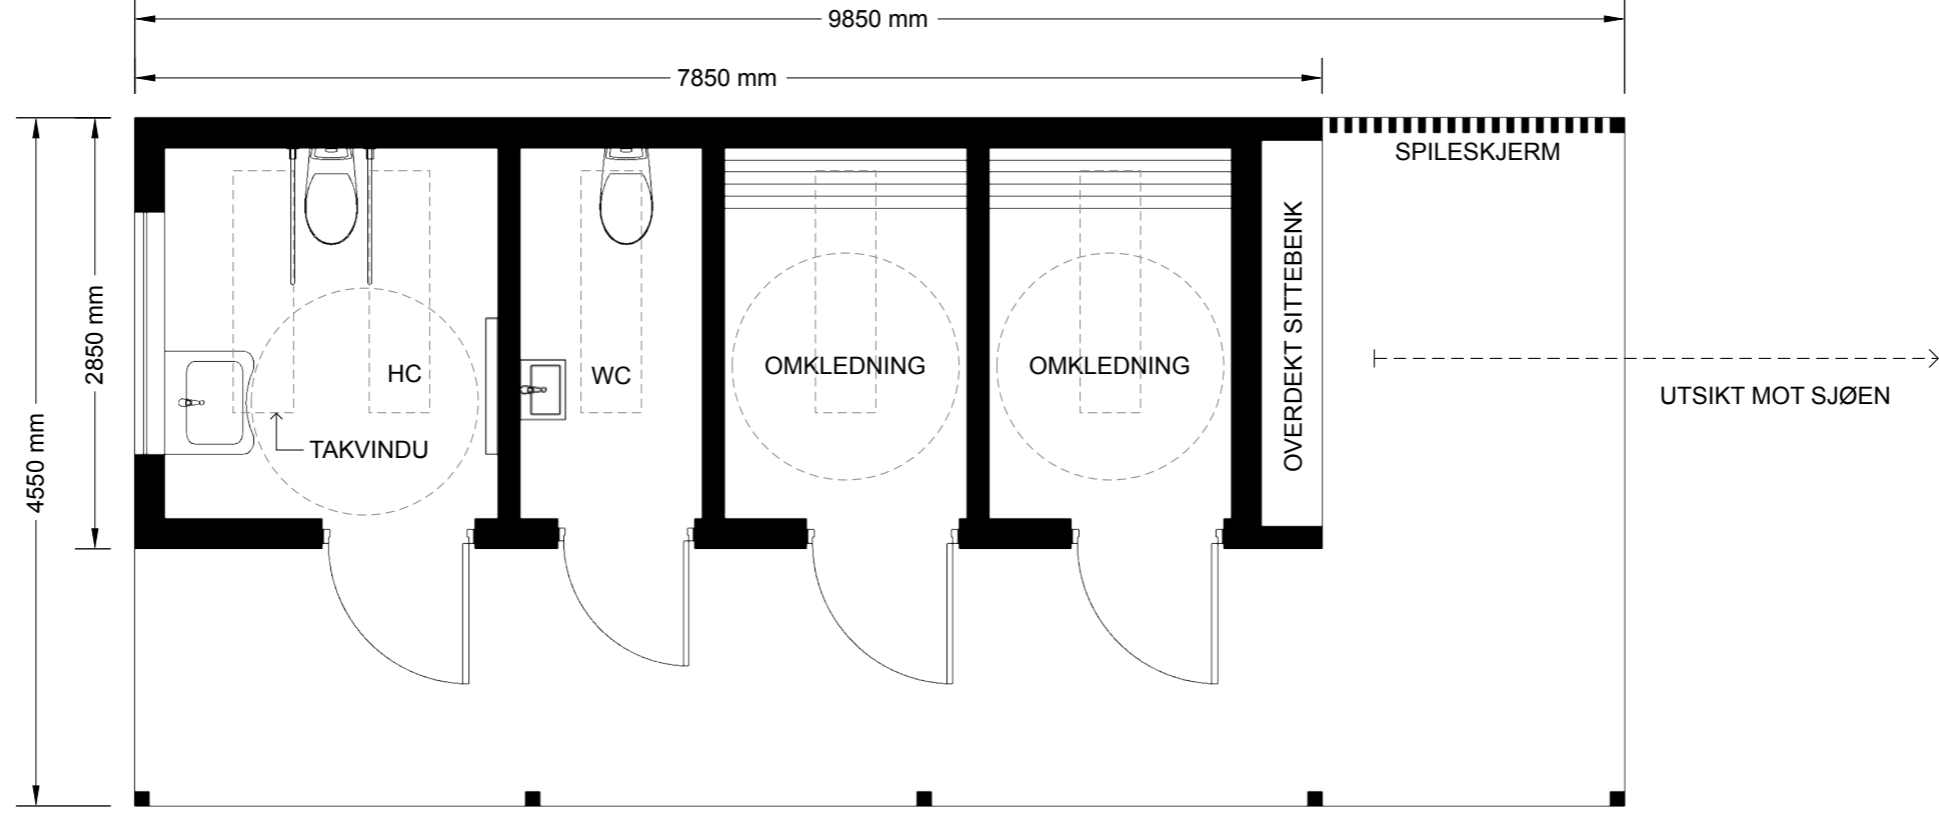 9850 mm
7850 mm
SPILESKJERM
2850 mm
4550 mm
HC
WC
OMKLEDNING
OMKLEDNING
OVERDEKT SITTEBENK
TAKVINDU
UTSIKT MOT SJØEN